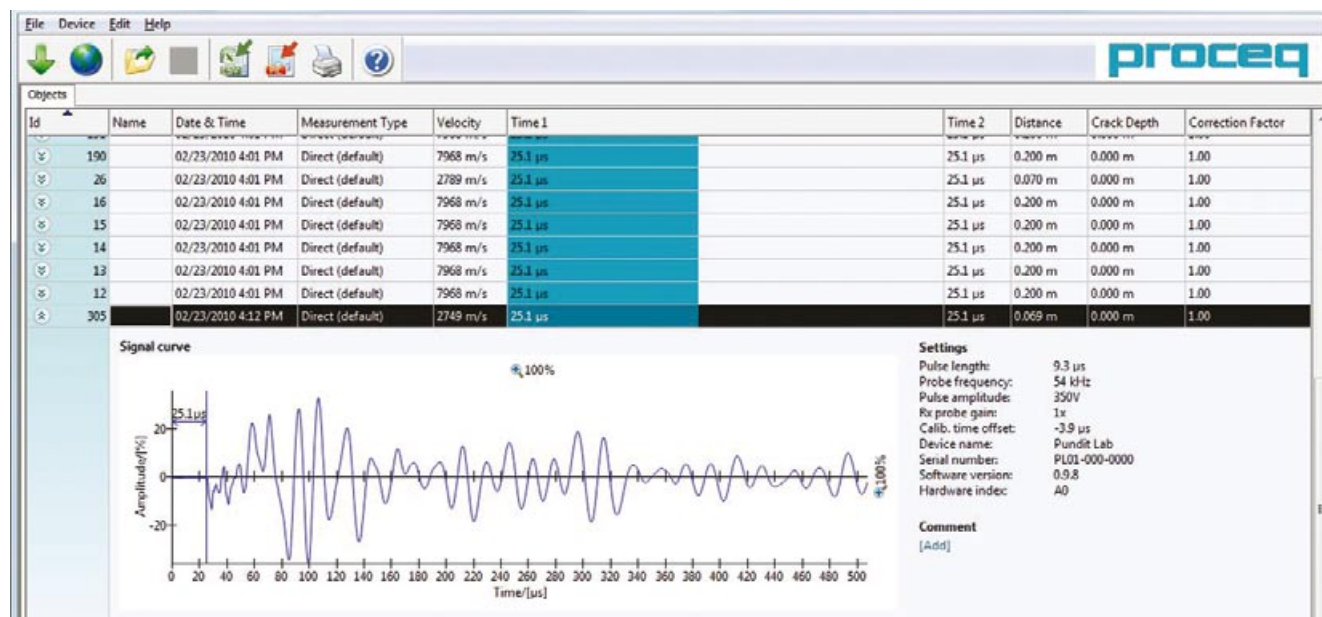 File Device Edit Help
proceq
Objects
Id Name Date & Time Measurement Type Velocity Time 1 Time 2 Distance Crack Depth Correction Factor
190 02/23/2010 4:01 PM Direct (default) 7968 m/s 25.1 µs 25.1 µs 0.200 m 0.000 m 1.00
26 02/23/2010 4:01 PM Direct (default) 2789 m/s 25.1 µs 25.1 µs 0.070 m 0.000 m 1.00
16 02/23/2010 4:01 PM Direct (default) 7968 m/s 25.1 µs 25.1 µs 0.200 m 0.000 m 1.00
15 02/23/2010 4:01 PM Direct (default) 7968 m/s 25.1 µs 25.1 µs 0.200 m 0.000 m 1.00
14 02/23/2010 4:01 PM Direct (default) 7968 m/s 25.1 µs 25.1 µs 0.200 m 0.000 m 1.00
13 02/23/2010 4:01 PM Direct (default) 7968 m/s 25.1 µs 25.1 µs 0.200 m 0.000 m 1.00
12 02/23/2010 4:01 PM Direct (default) 7968 m/s 25.1 µs 25.1 µs 0.200 m 0.000 m 1.00
305 02/23/2010 4:12 PM Direct (default) 2749 m/s 25.1 µs 25.1 µs 0.069 m 0.000 m 1.00
Signal curve
100%
25.1µs
20
0
-20
Amplitude/[%]
100%
0 20 40 60 80 100 120 140 160 180 200 220 240 260 280 300 320 340 360 380 400 420 440 460 480 500
Time/[µs]
Settings
Pulse length: 9.3 µs
Probe frequency: 54 kHz
Pulse amplitude: 350V
Rx probe gain: 1x
Calib. time offset: -3.9 µs
Device name: Pundit Lab
Serial number: PL01-000-0000
Software version: 0.9.8
Hardware index: A0
Comment
[Add]